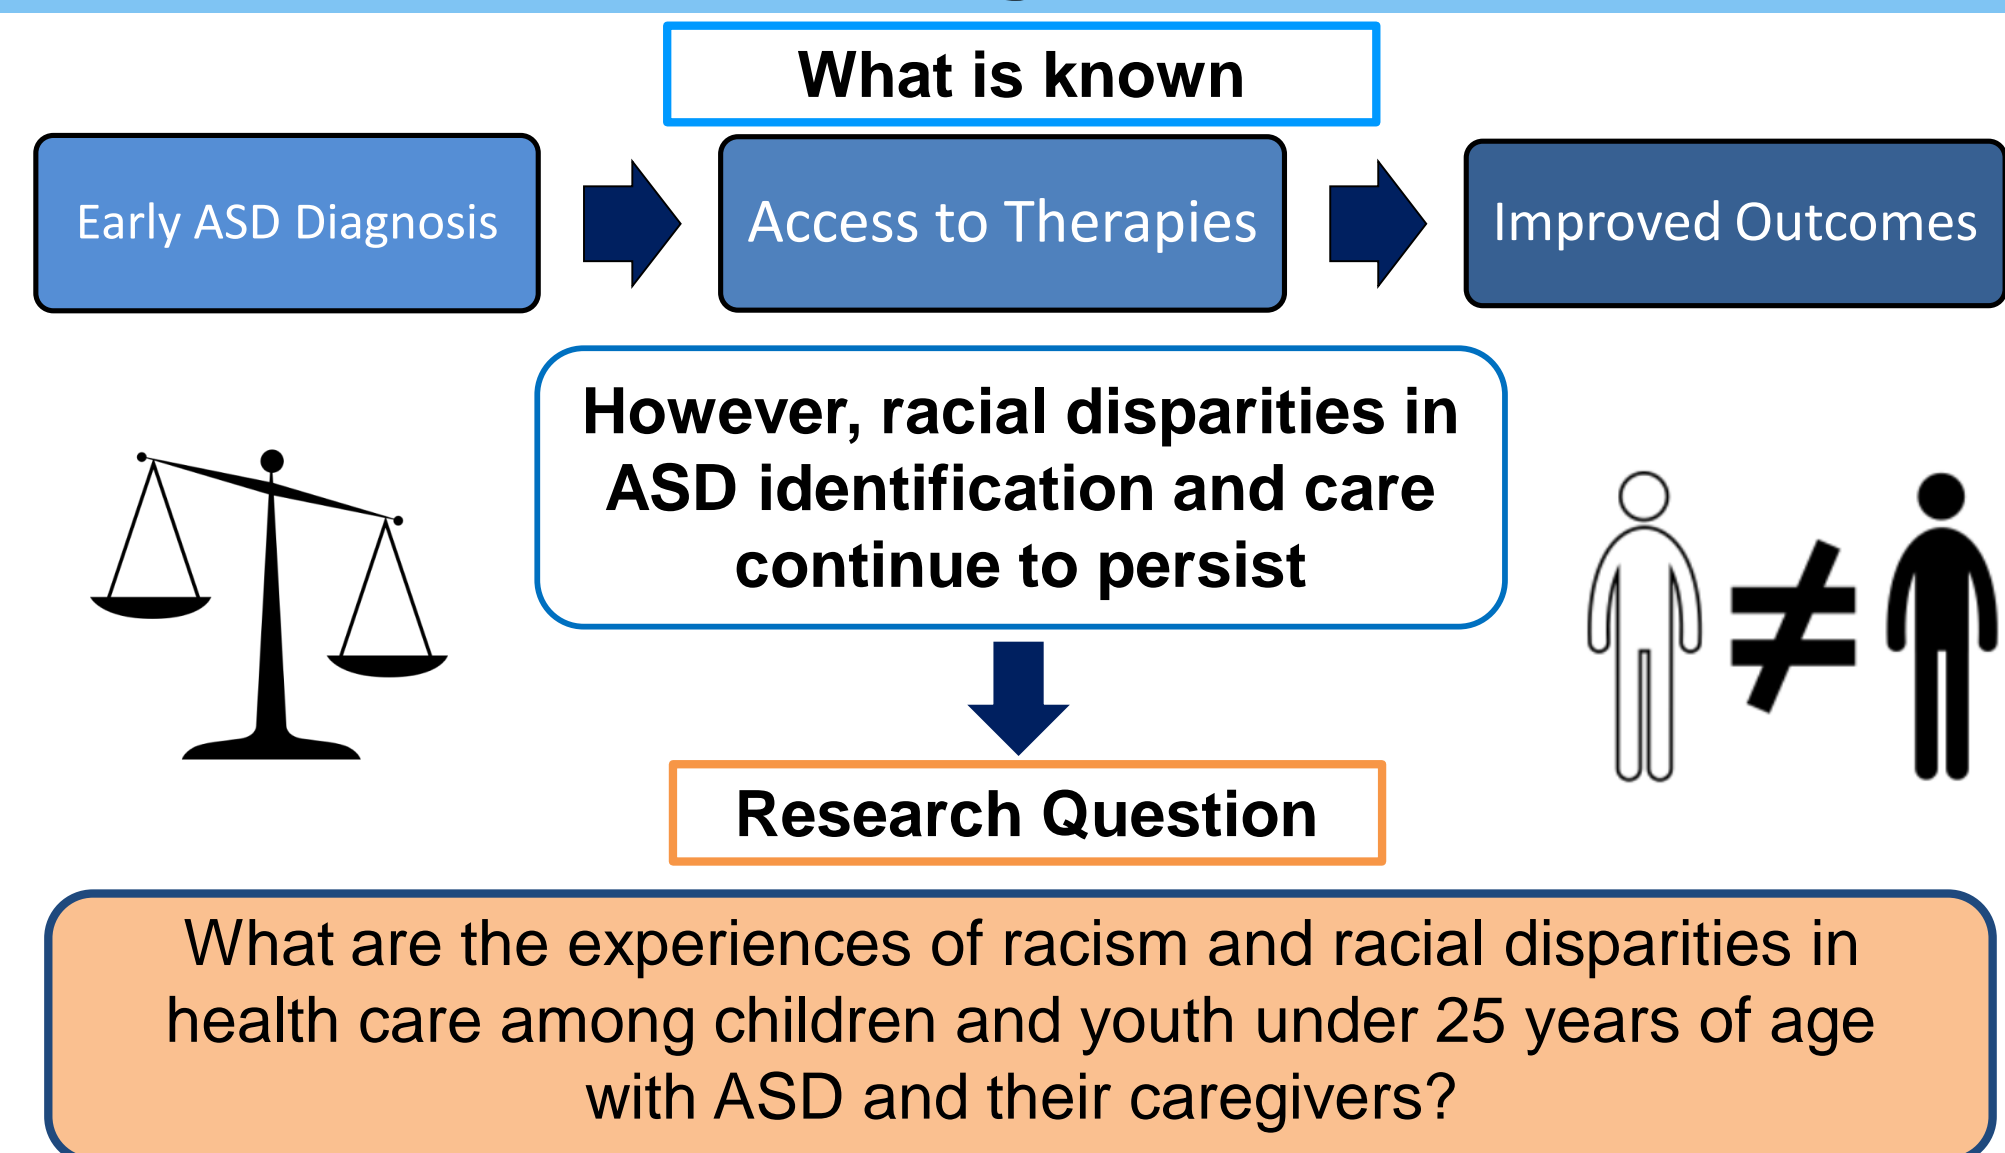 What is known
Early ASD Diagnosis
Access to Therapies
Improved Outcomes
However, racial disparities in
ASD identification and care
continue to persist
Research Question
What are the experiences of racism and racial disparities in
health care among children and youth under 25 years of age
with ASD and their caregivers?